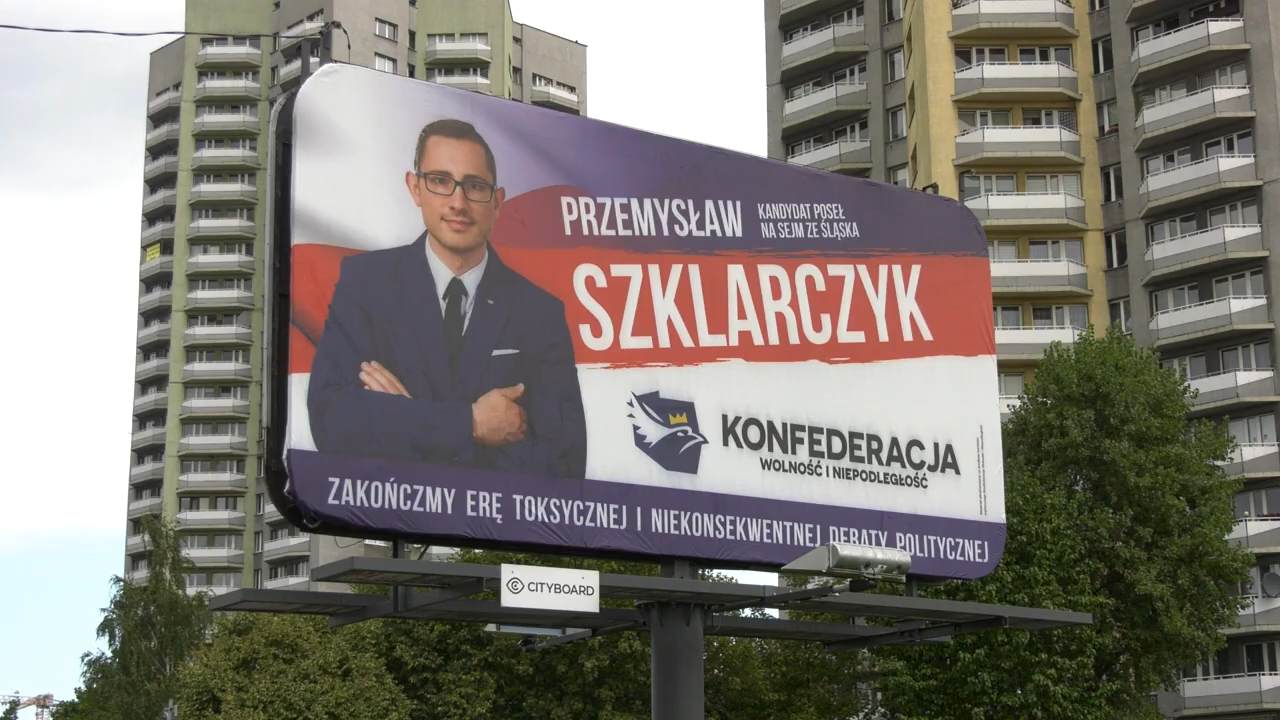 PRZEMYSŁAW
KANDYDAT POSEŁ
NA SEJM ZE ŚLĄSKA
SZKLARCZYK
KONFEDERACJA
WOLNOŚĆ I NIEPODLEGŁOŚĆ
ZAKOŃCZMY ERĘ TOKSYCZNEJ I NIEKONSEKWENTNEJ DEBATY POLITYCZNEJ
CITYBOARD